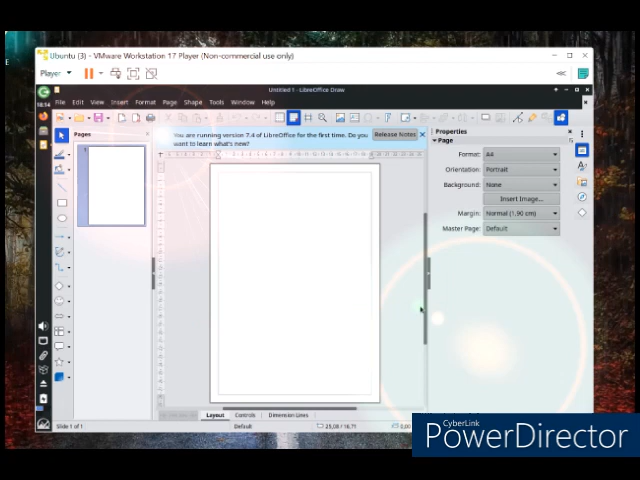 Ubuntu (3) - VMware Workstation 17 Player (Non-commercial use only)
Player
Untitled 1 - LibreOffice Draw
File Edit View Insert Format Page Shape Tools Window Help
Pages
You are running version 7.4 of LibreOffice for the first time. Do you want to learn what's new?
Release Notes
Properties
Page
Format: A4
Orientation: Portrait
Background: None
Insert Image...
Margin: Normal (1.90 cm)
Master Page: Default
Layout Controls Dimension Lines
Slide 1 of 1
Default
CyberLink
PowerDirector